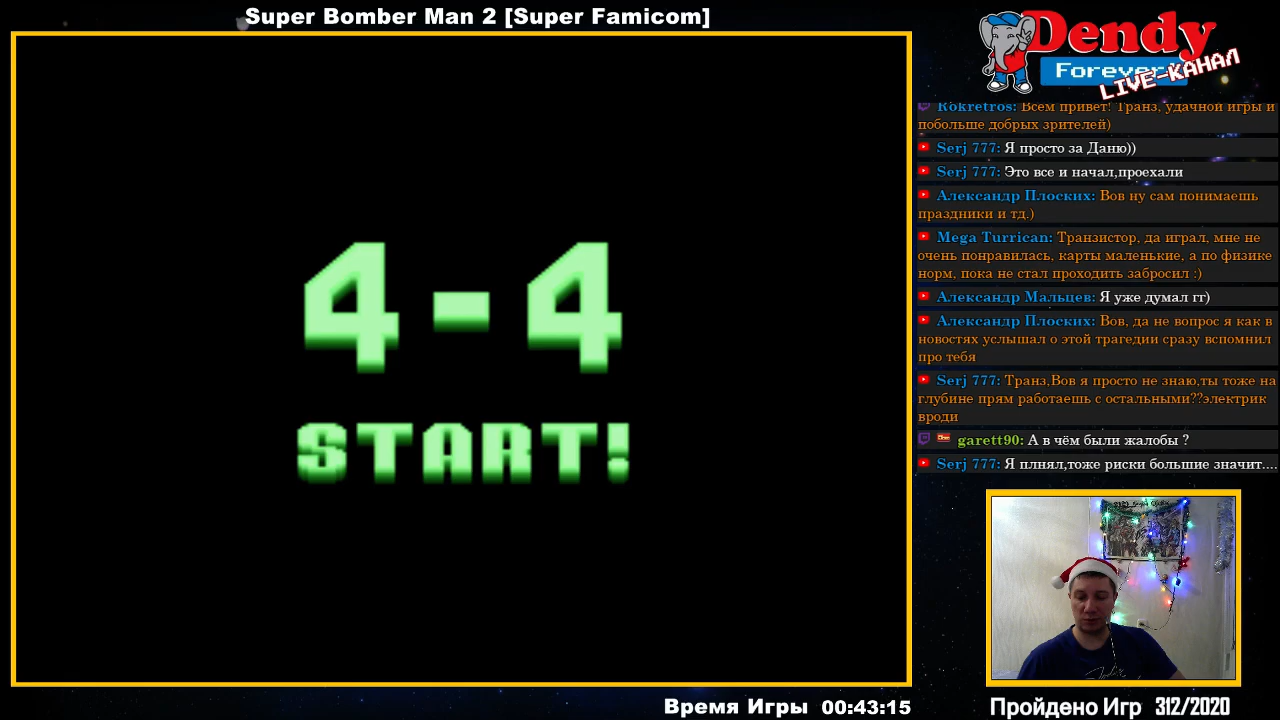 Super Bomber Man 2 [Super Famicom]
Dendy
Forever!
LIVE-КАНАЛ
4-4
START!
Rokretros: Всем привет! Транз, удачной игры и
побольше добрых зрителей)
Serj 777: Я просто за Даню))
Serj 777: Это все и начал,проехали
Александр Плоских: Вов ну сам понимаешь
праздники и тд.)
Mega Turrican: Транзистор, да играл, мне не
очень понравилась, карты маленькие, а по физике
норм, пока не стал проходить забросил :)
Александр Мальцев: Я уже думал гг)
Александр Плоских: Вов, да не вопрос я как в
новостях услышал о этой трагедии сразу вспомнил
про тебя
Serj 777: Транз,Вов я просто не знаю,ты тоже на
глубине прям работаешь с остальными??электрик
вроди
garett90: А в чём были жалобы ?
Serj 777: Я плнял,тоже риски большие значит....
Время Игры 00:43:15
Пройдено Игр 312/2020